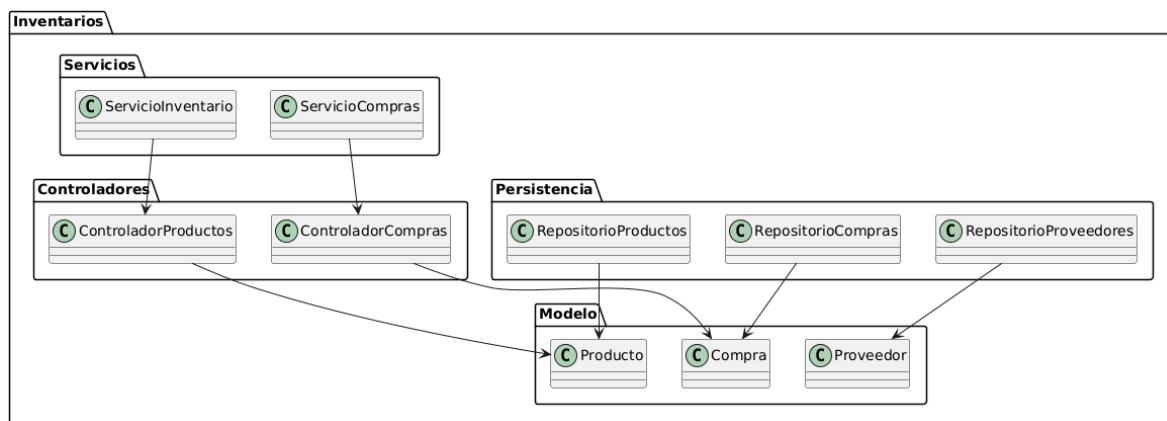 Inventarios
Servicios
C ServicioInventario
C ServicioCompras
Controladores
C ControladorProductos
C ControladorCompras
Persistencia
C RepositorioProductos
C RepositorioCompras
C RepositorioProveedores
Modelo
C Producto
C Compra
C Proveedor